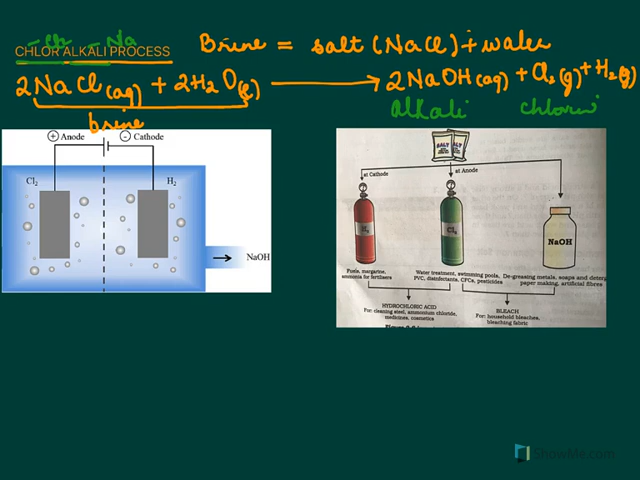 - Ch - Na
CHLOR ALKALI PROCESS
Brine = salt (NaCl) + water
2NaCl(aq) + 2H2O(l) → 2NaOH(aq) + Cl2(g) + H2(g)
brine
alkali
chlorine
+ Anode
- Cathode
Cl2
H2
NaOH
SALT SALT
at Cathode
at Anode
H2
Cl2
NaOH
Fuels, margarine,
ammonia for fertilisers
Water treatment, swimming pools,
PVC, disinfectants, CFCs, pesticides
De-greasing metals, soaps and deterg
paper making, artificial fibres
HYDROCHLORIC ACID
For: cleaning steel, ammonium chloride,
medicines, cosmetics
BLEACH
For: household bleaches,
bleaching fabric
ShowMe.com